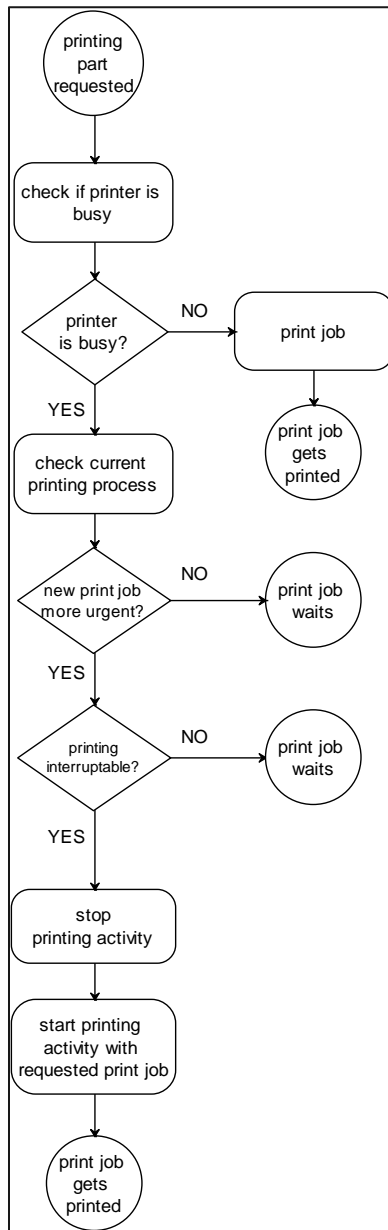 printing
part
requested
check if printer is
busy
printer
is busy?
NO
print job
YES
print job
gets
printed
check current
printing process
new print job
more urgent?
NO
print job
waits
YES
printing
interruptable?
NO
print job
waits
YES
stop
printing activity
start printing
activity with
requested print job
print job
gets
printed